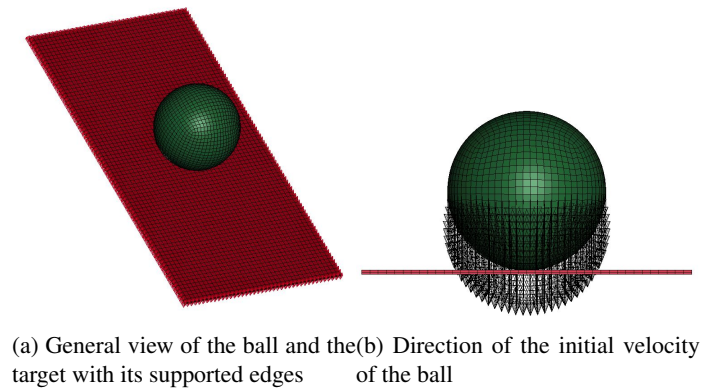 (a) General view of the ball and the
target with its supported edges
(b) Direction of the initial velocity
of the ball